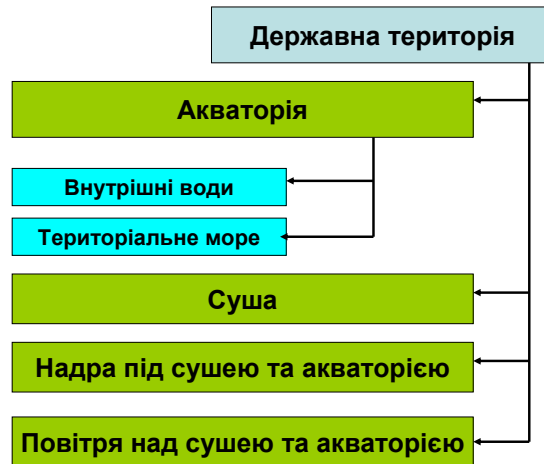 Державна територія
Акваторія
Внутрішні води
Територіальне море
Суша
Надра під сушею та акваторією
Повітря над сушею та акваторією